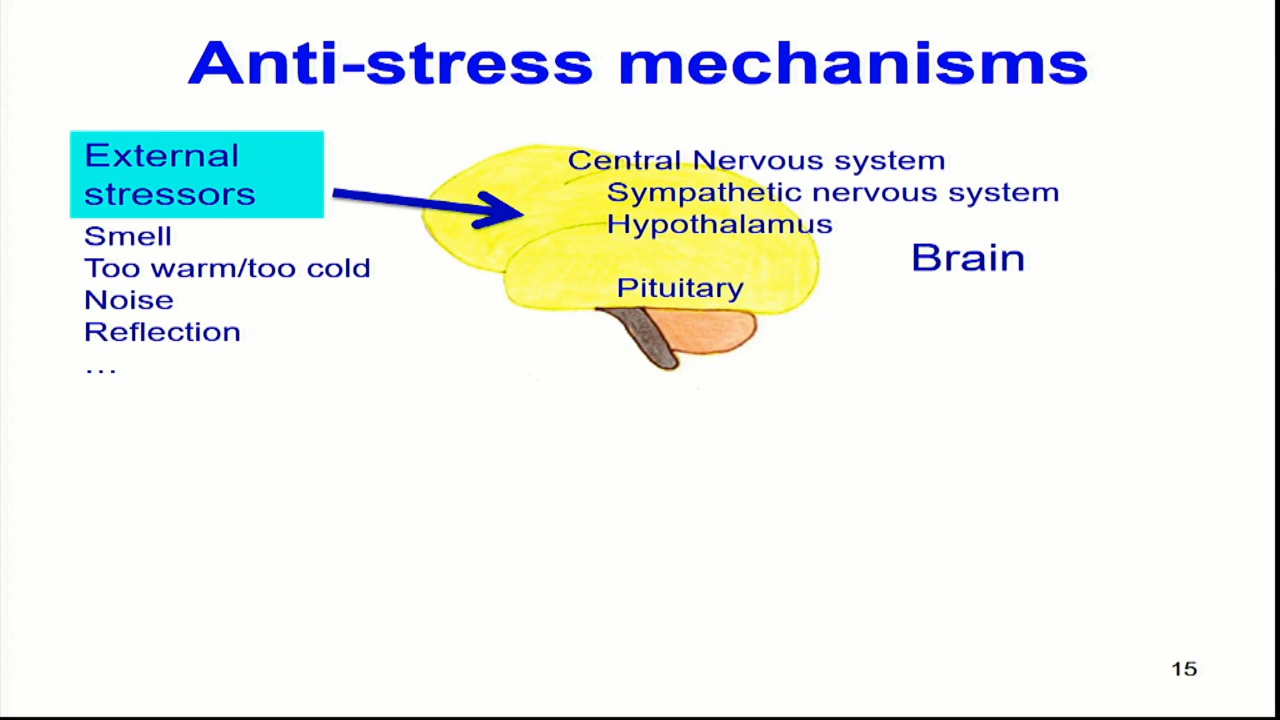 Anti-stress mechanisms
External
stressors
Smell
Too warm/too cold
Noise
Reflection
…
Central Nervous system
Sympathetic nervous system
Hypothalamus
Pituitary
Brain
15